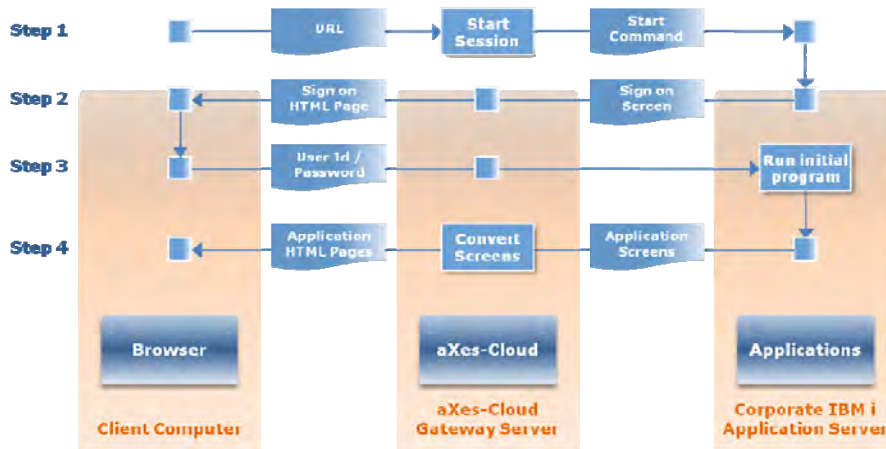 Step 1
URL
Start
Session
Start
Command
Step 2
Sign on
HTML Page
Sign on
Screen
Step 3
User Id /
Password
Run initial
program
Step 4
Application
HTML Pages
Convert
Screens
Application
Screens
Browser
aXes-Cloud
Applications
Client Computer
aXes-Cloud
Gateway Server
Corporate IBM i
Application Server